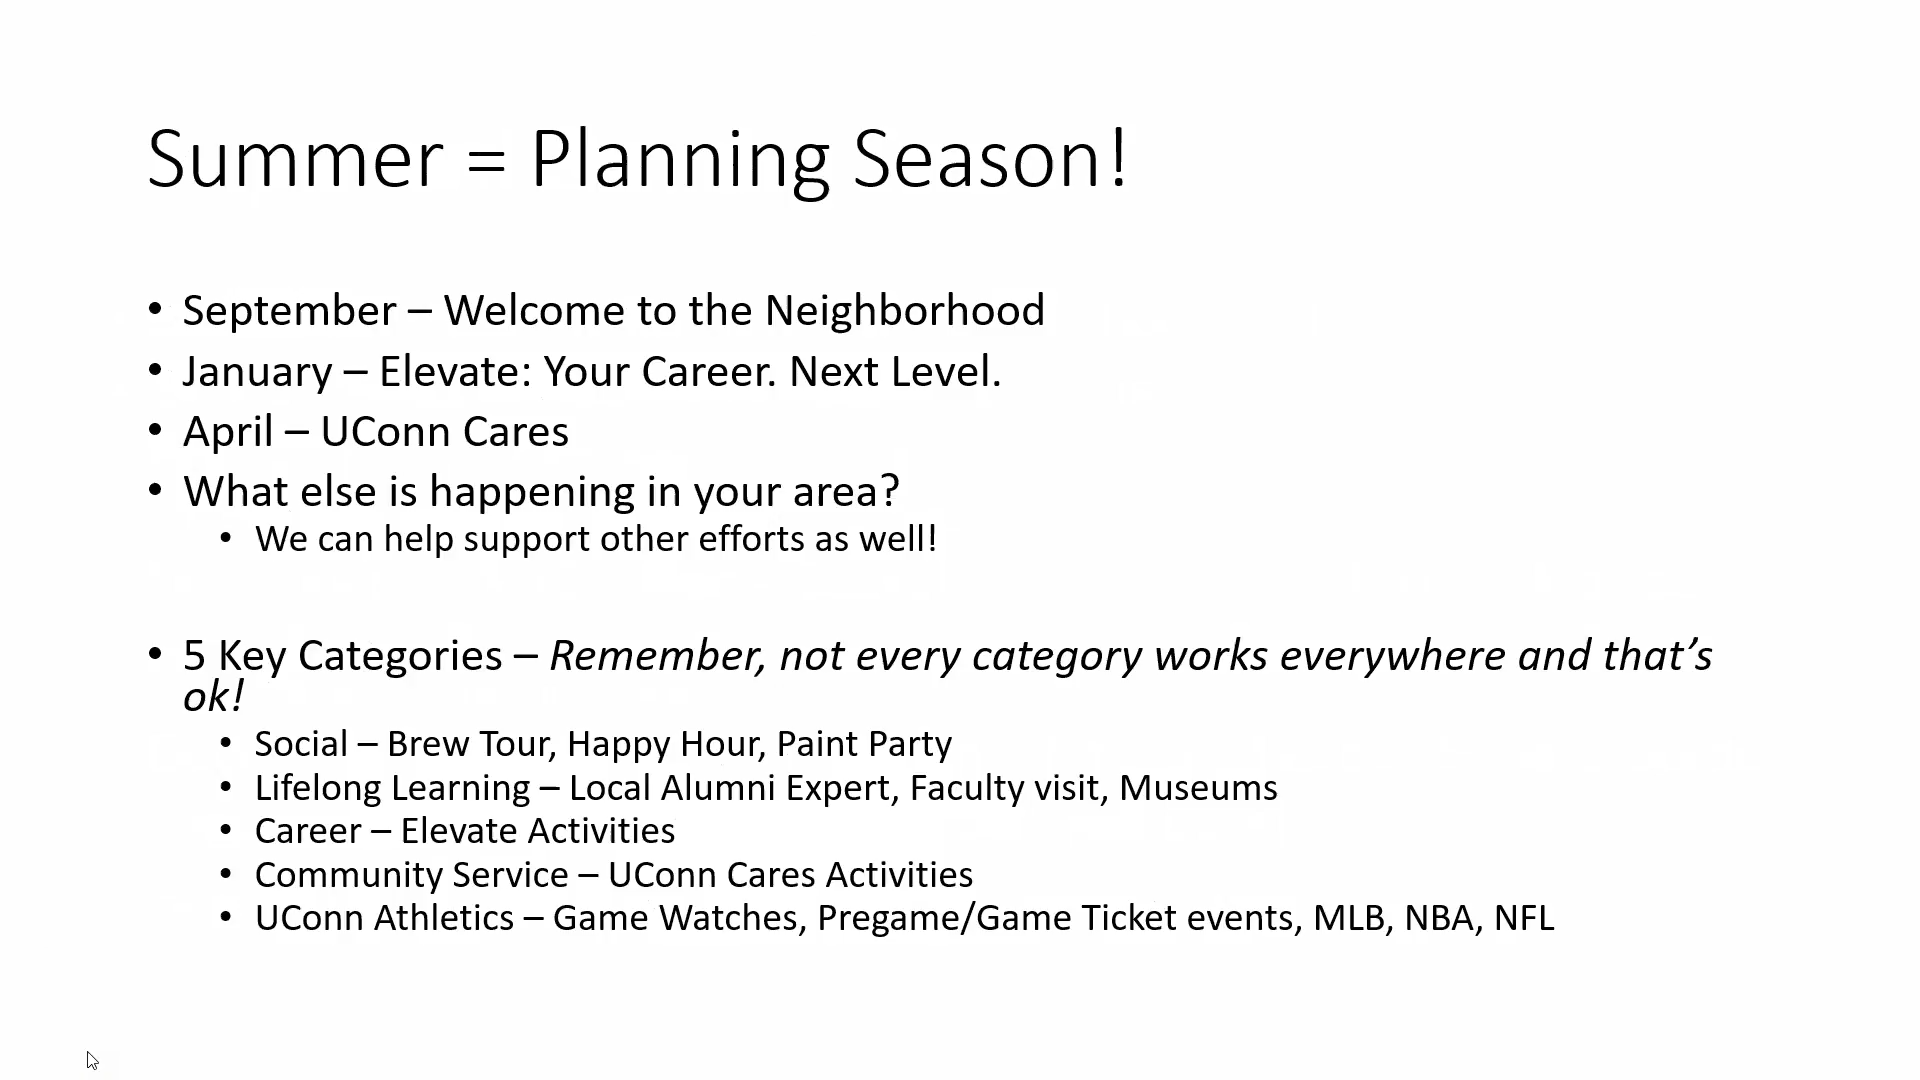 Summer = Planning Season!
• September – Welcome to the Neighborhood
• January – Elevate: Your Career. Next Level.
• April – UConn Cares
• What else is happening in your area?
• We can help support other efforts as well!
• 5 Key Categories – Remember, not every category works everywhere and that’s
ok!
• Social – Brew Tour, Happy Hour, Paint Party
• Lifelong Learning – Local Alumni Expert, Faculty visit, Museums
• Career – Elevate Activities
• Community Service – UConn Cares Activities
• UConn Athletics – Game Watches, Pregame/Game Ticket events, MLB, NBA, NFL